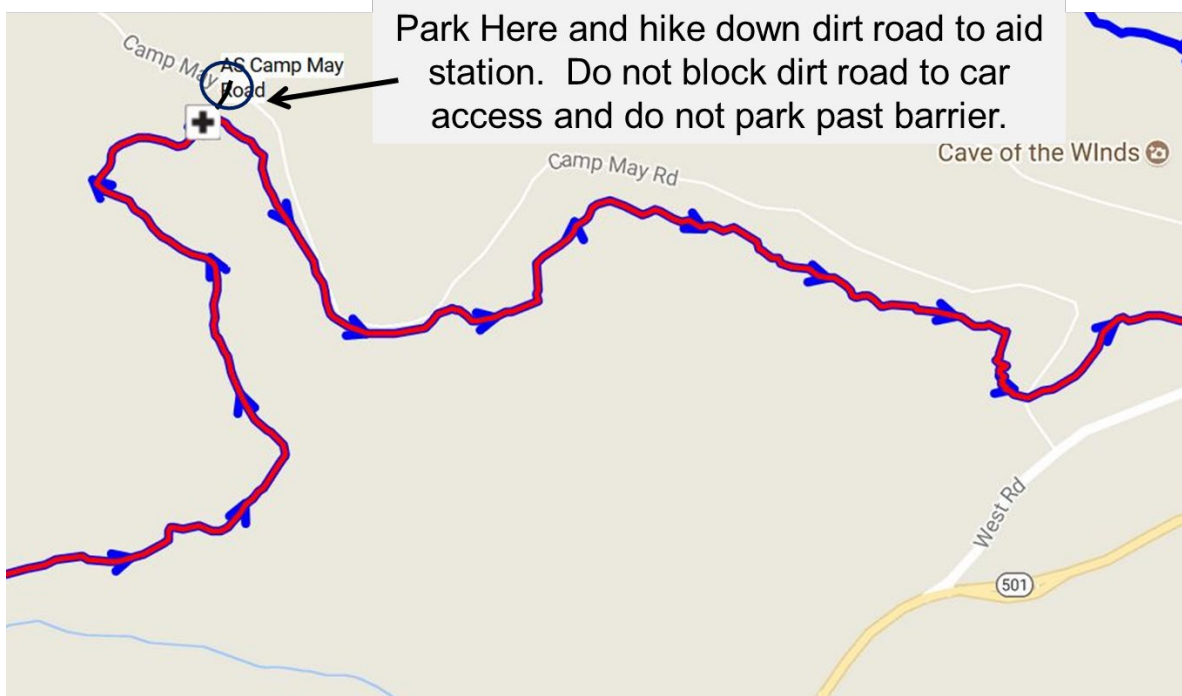 Park Here and hike down dirt road to aid
station.  Do not block dirt road to car
access and do not park past barrier.
Camp May
AS Camp May
Road
Camp May Rd
Cave of the WInds
West Rd
501